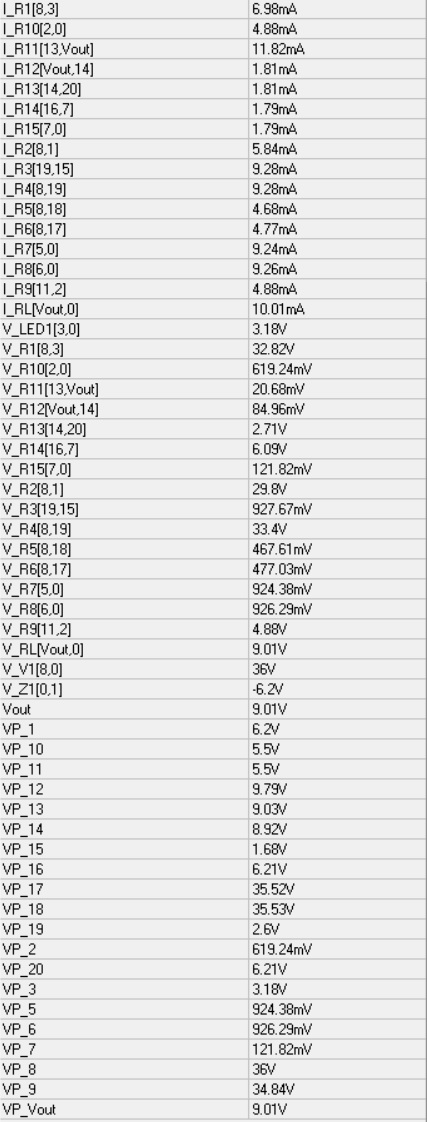 I_R1[8,3] 6.98mA
I_R10[2,0] 4.88mA
I_R11[13,Vout] 11.82mA
I_R12[Vout,14] 1.81mA
I_R13[14,20] 1.81mA
I_R14[16,7] 1.79mA
I_R15[7,0] 1.79mA
I_R2[8,1] 5.84mA
I_R3[19,15] 9.28mA
I_R4[8,19] 9.28mA
I_R5[8,18] 4.68mA
I_R6[8,17] 4.77mA
I_R7[5,0] 9.24mA
I_R8[6,0] 9.26mA
I_R9[11,2] 4.88mA
I_RL[Vout,0] 10.01mA
V_LED1[3,0] 3.18V
V_R1[8,3] 32.82V
V_R10[2,0] 619.24mV
V_R11[13,Vout] 20.68mV
V_R12[Vout,14] 84.96mV
V_R13[14,20] 2.71V
V_R14[16,7] 6.09V
V_R15[7,0] 121.82mV
V_R2[8,1] 29.8V
V_R3[19,15] 927.67mV
V_R4[8,19] 33.4V
V_R5[8,18] 467.61mV
V_R6[8,17] 477.03mV
V_R7[5,0] 924.38mV
V_R8[6,0] 926.29mV
V_R9[11,2] 4.88V
V_RL[Vout,0] 9.01V
V_V1[8,0] 36V
V_Z1[0,1] -6.2V
Vout 9.01V
VP_1 6.2V
VP_10 5.5V
VP_11 5.5V
VP_12 9.79V
VP_13 9.03V
VP_14 8.92V
VP_15 1.68V
VP_16 6.21V
VP_17 35.52V
VP_18 35.53V
VP_19 2.6V
VP_2 619.24mV
VP_20 6.21V
VP_3 3.18V
VP_5 924.38mV
VP_6 926.29mV
VP_7 121.82mV
VP_8 36V
VP_9 34.84V
VP_Vout 9.01V